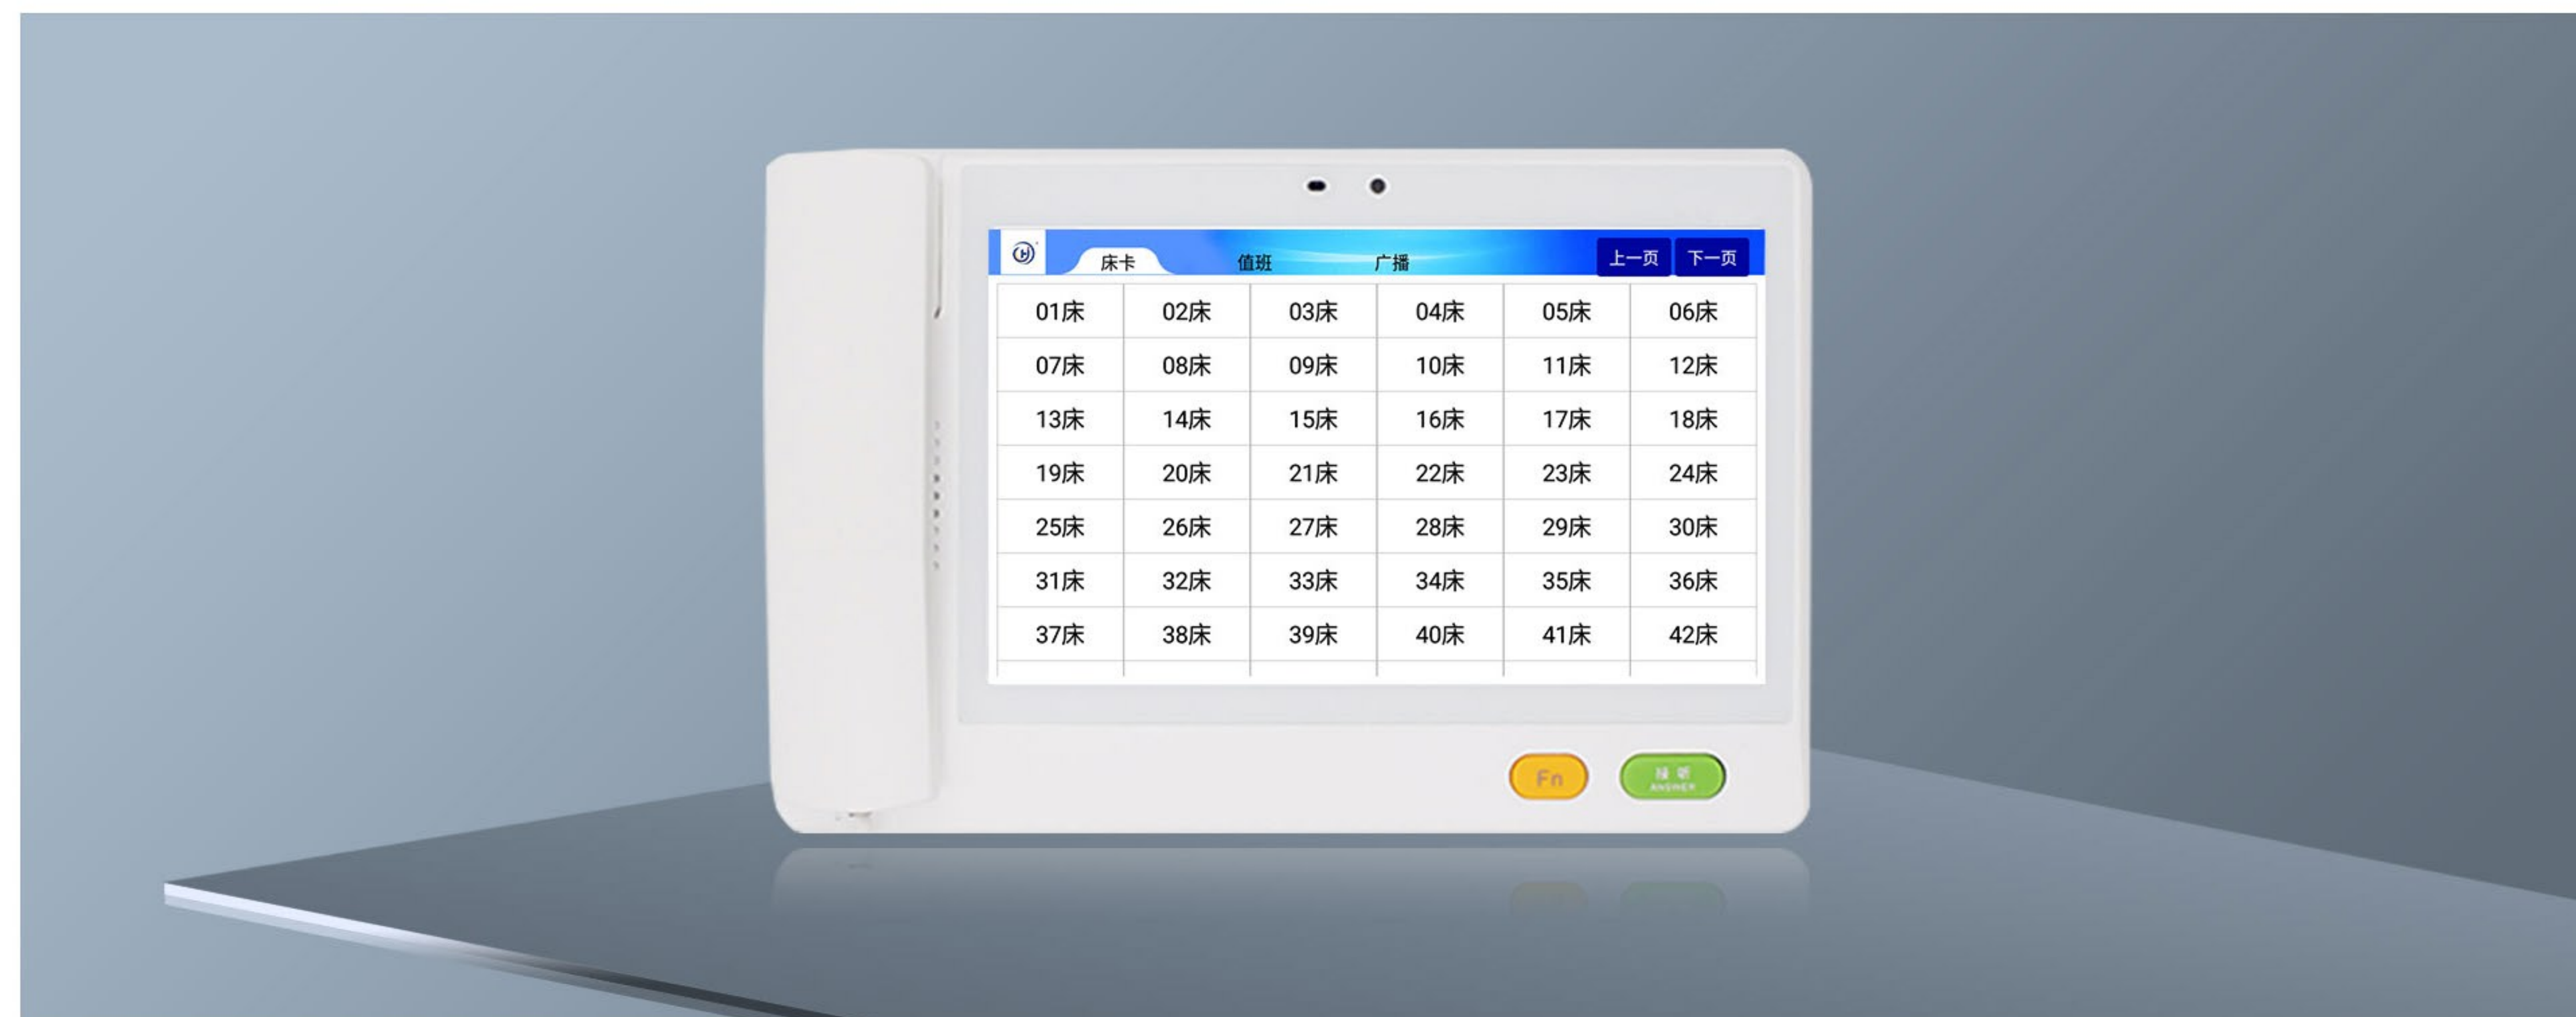 床卡 值班 广播 上一页 下一页
01床 02床 03床 04床 05床 06床
07床 08床 09床 10床 11床 12床
13床 14床 15床 16床 17床 18床
19床 20床 21床 22床 23床 24床
25床 26床 27床 28床 29床 30床
31床 32床 33床 34床 35床 36床
37床 38床 39床 40床 41床 42床
Fn 接听
ANSWER